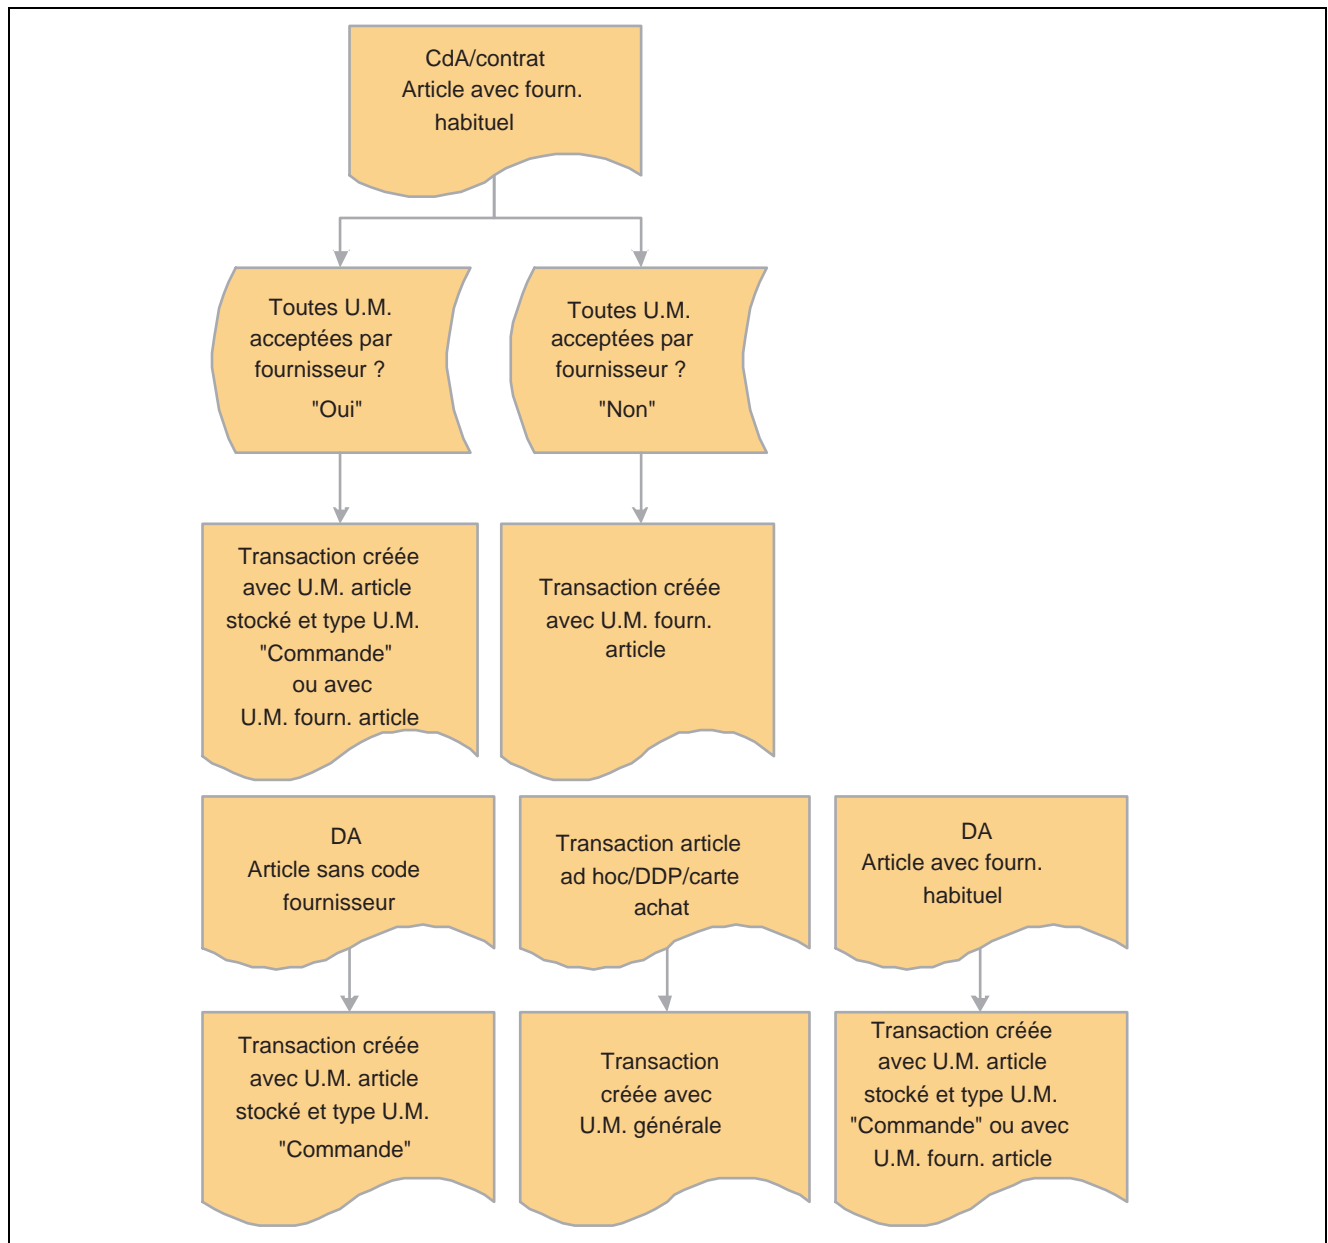 CdA/contrat
Article avec fourn.
habituel
Toutes U.M.
acceptées par
fournisseur ?
"Oui"
Toutes U.M.
acceptées par
fournisseur ?
"Non"
Transaction créée
avec U.M. article
stocké et type U.M.
"Commande"
ou avec
U.M. fourn. article
Transaction créée
avec U.M. fourn.
article
DA
Article sans code
fournisseur
Transaction article
ad hoc/DDP/carte
achat
DA
Article avec fourn.
habituel
Transaction créée
avec U.M. article
stocké et type U.M.
"Commande"
Transaction
créée avec
U.M. générale
Transaction créée
avec U.M. article
stocké et type U.M.
"Commande" ou avec
U.M. fourn. article